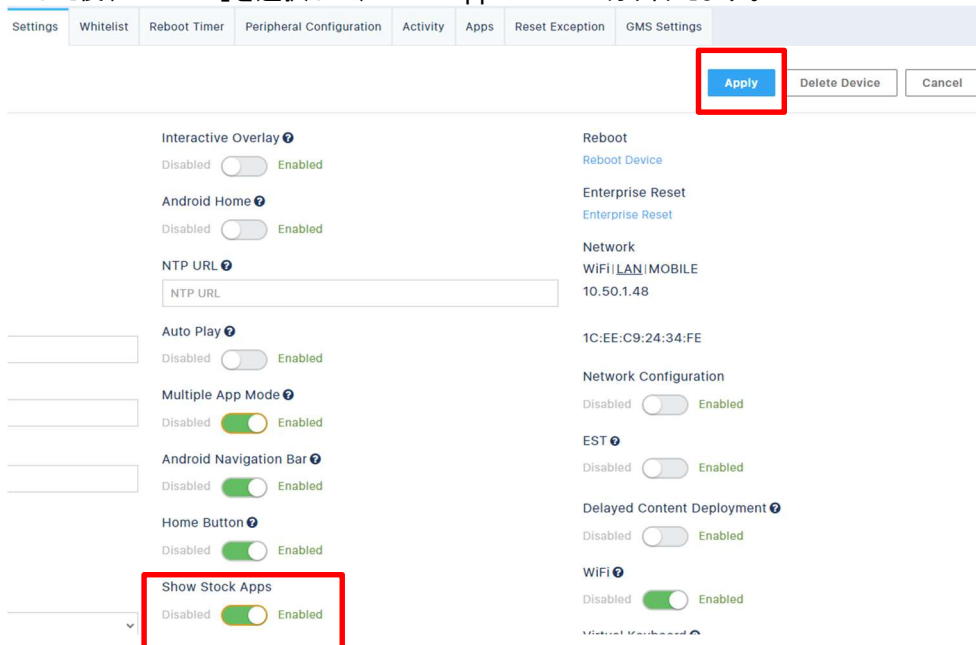 Settings Whitelist Reboot Timer Peripheral Configuration Activity Apps Reset Exception GMS Settings
Apply Delete Device Cancel
Interactive Overlay
Disabled Enabled
Android Home
Disabled Enabled
NTP URL
NTP URL
Auto Play
Disabled Enabled
Multiple App Mode
Disabled Enabled
Android Navigation Bar
Disabled Enabled
Home Button
Disabled Enabled
Show Stock Apps
Disabled Enabled
Reboot
Reboot Device
Enterprise Reset
Enterprise Reset
Network
WiFi|LAN|MOBILE
10.50.1.48
1C:EE:C9:24:34:FE
Network Configuration
Disabled Enabled
EST
Disabled Enabled
Delayed Content Deployment
Disabled Enabled
WiFi
Disabled Enabled